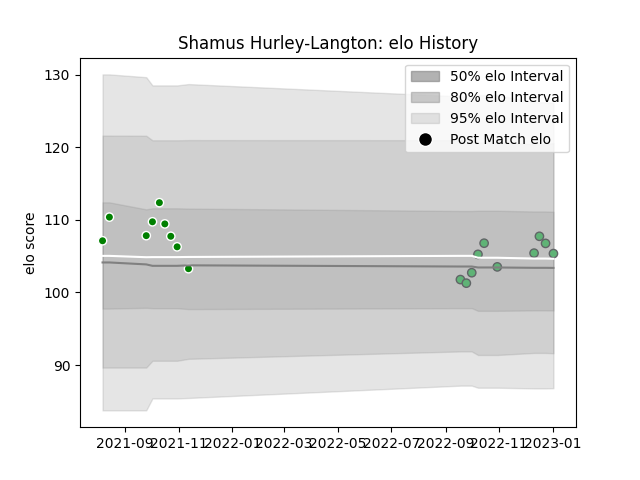 Shamus Hurley-Langton: elo History
50% elo Interval
80% elo Interval
95% elo Interval
Post Match elo
elo score
130
120
110
100
90
2021-09 2021-11 2022-01 2022-03 2022-05 2022-07 2022-09 2022-11 2023-01